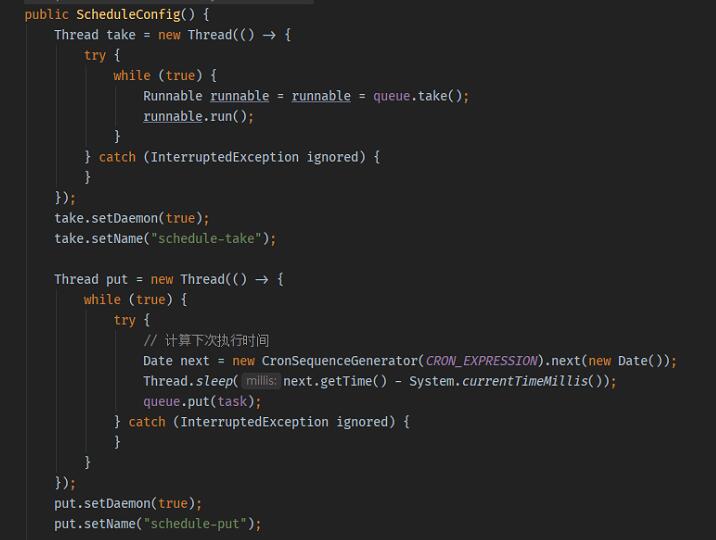 public ScheduleConfig() {
    Thread take = new Thread(() -> {
        try {
            while (true) {
                Runnable runnable = runnable = queue.take();
                runnable.run();
            }
        } catch (InterruptedException ignored) {
        }
    });
    take.setDaemon(true);
    take.setName("schedule-take");

    Thread put = new Thread(() -> {
        while (true) {
            try {
                // 计算下次执行时间
                Date next = new CronSequenceGenerator(CRON_EXPRESSION).next(new Date());
                Thread.sleep( millis: next.getTime() - System.currentTimeMillis());
                queue.put(task);
            } catch (InterruptedException ignored) {
            }
        }
    });
    put.setDaemon(true);
    put.setName("schedule-put");